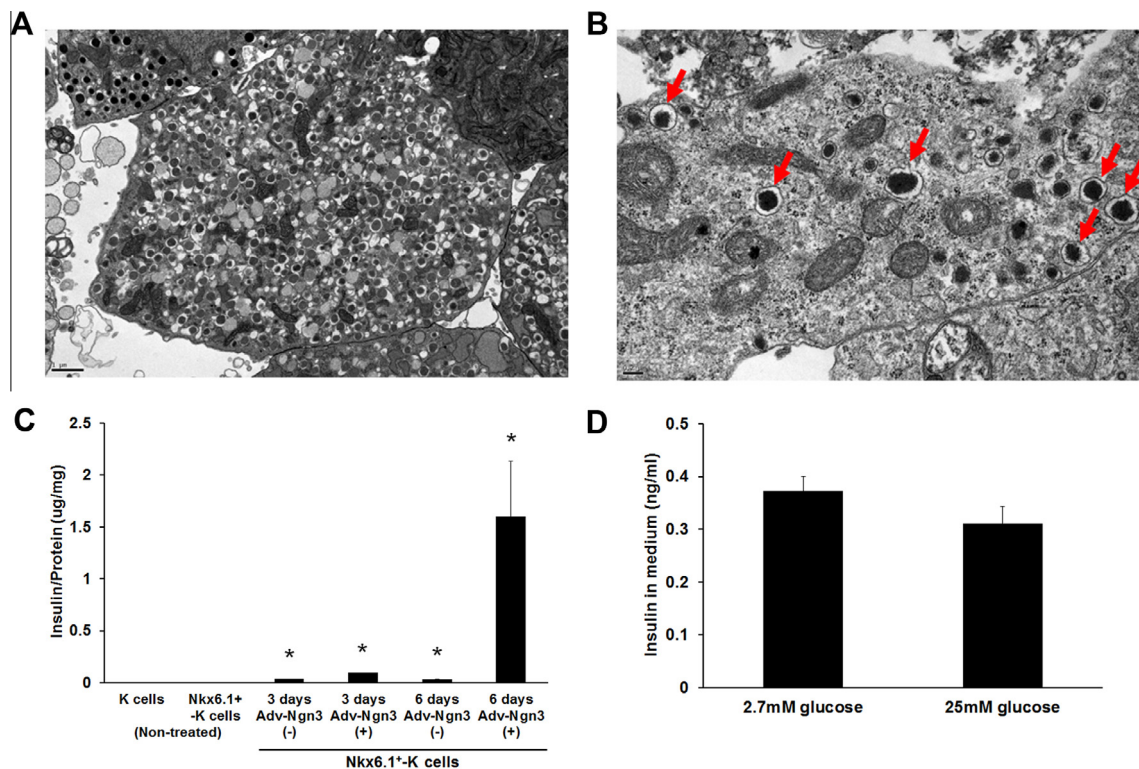 A
B
1 µm
C
Insulin/Protein (ug/mg)
2.5
2
1.5
1
0.5
0
*
*
*
*
K cells
(Non-treated)
Nkx6.1+
-K cells
3 days
Adv-Ngn3
(-)
3 days
Adv-Ngn3
(+)
6 days
Adv-Ngn3
(-)
6 days
Adv-Ngn3
(+)
Nkx6.1+-K cells
D
Insulin in medium (ng/ml)
0.5
0.4
0.3
0.2
0.1
0
2.7mM glucose
25mM glucose